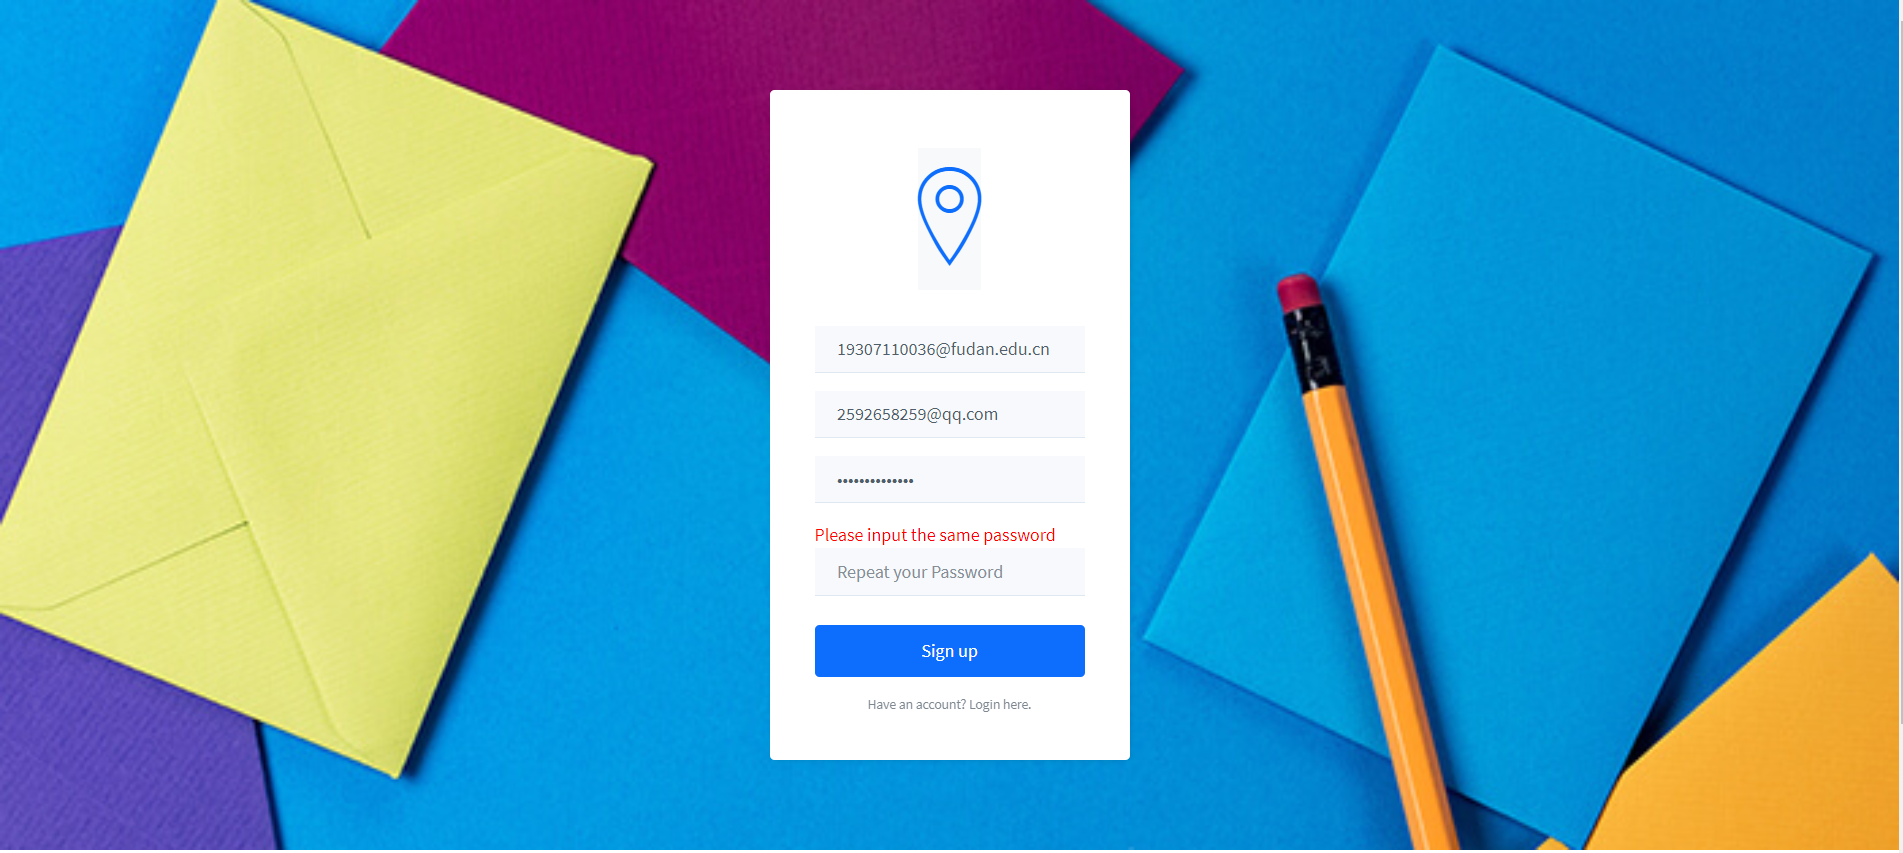 19307110036@fudan.edu.cn
2592658259@qq.com
••••••••••••••
Please input the same password
Repeat your Password
Sign up
Have an account? Login here.